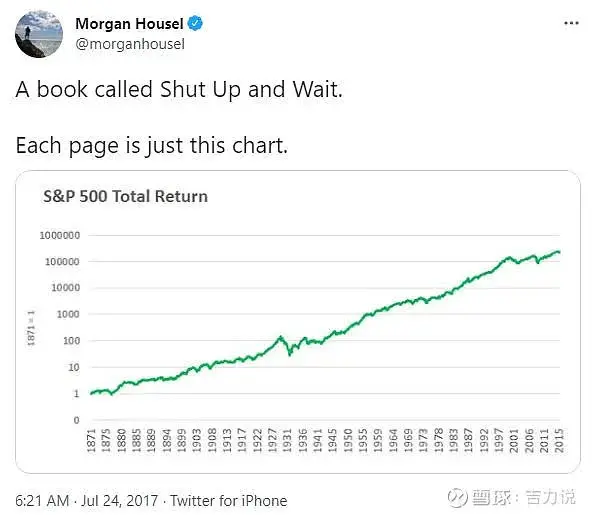 Morgan Housel
@morganhousel
A book called Shut Up and Wait.
Each page is just this chart.
S&P 500 Total Return
1000000
100000
10000
1000
100
10
1
0
1871 = 1
1871 1875 1880 1885 1889 1894 1899 1903 1908 1913 1917 1922 1927 1931 1936 1941 1945 1950 1955 1959 1964 1969 1973 1978 1983 1987 1992 1997 2001 2006 2011 2015
6:21 AM · Jul 24, 2017 · Twitter for iPhone
雪球:吉力说